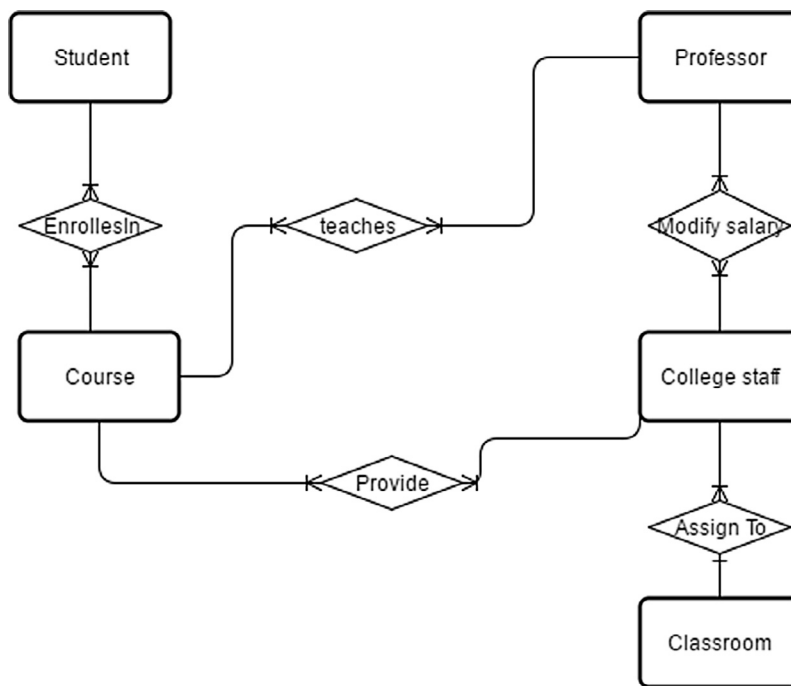 Student
Professor
EnrollesIn
teaches
Modify salary
Course
College staff
Provide
Assign To
Classroom